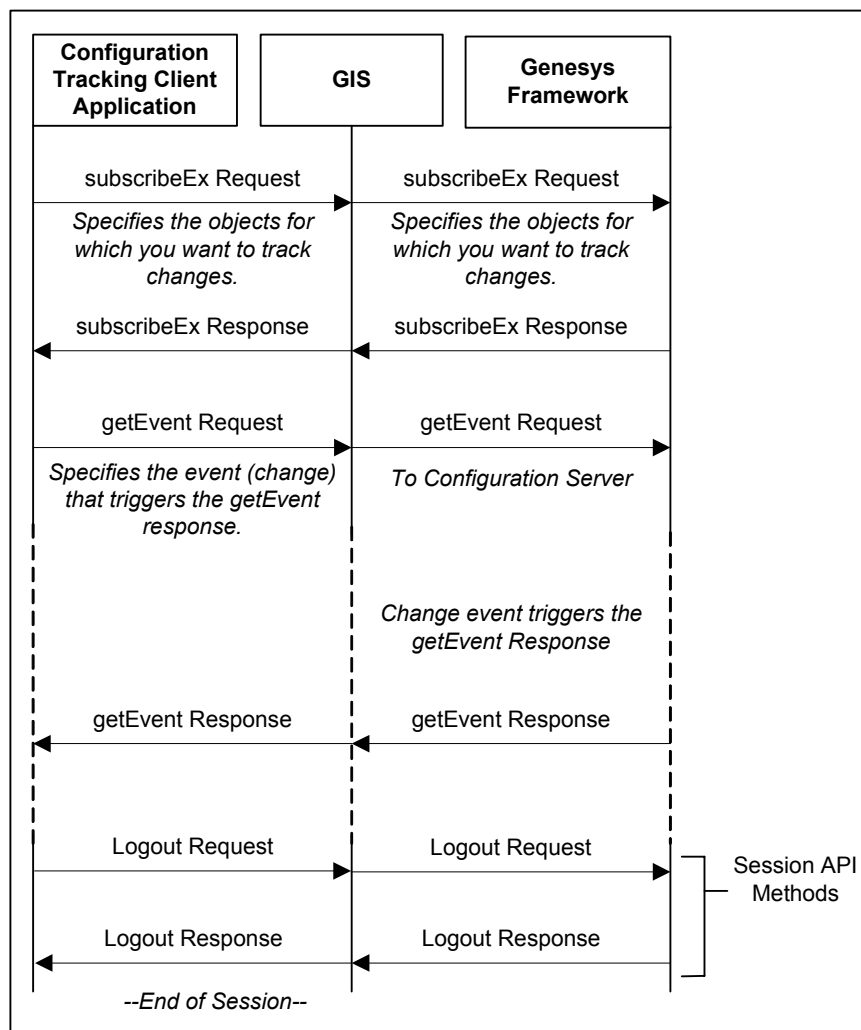 Configuration
Tracking Client
Application
GIS
Genesys
Framework
subscribeEx Request
subscribeEx Request
Specifies the objects for
which you want to track
changes.
Specifies the objects for
which you want to track
changes.
subscribeEx Response
subscribeEx Response
getEvent Request
getEvent Request
Specifies the event (change)
that triggers the getEvent
response.
To Configuration Server
Change event triggers the
getEvent Response
getEvent Response
getEvent Response
Logout Request
Logout Request
Session API
Methods
Logout Response
Logout Response
--End of Session--